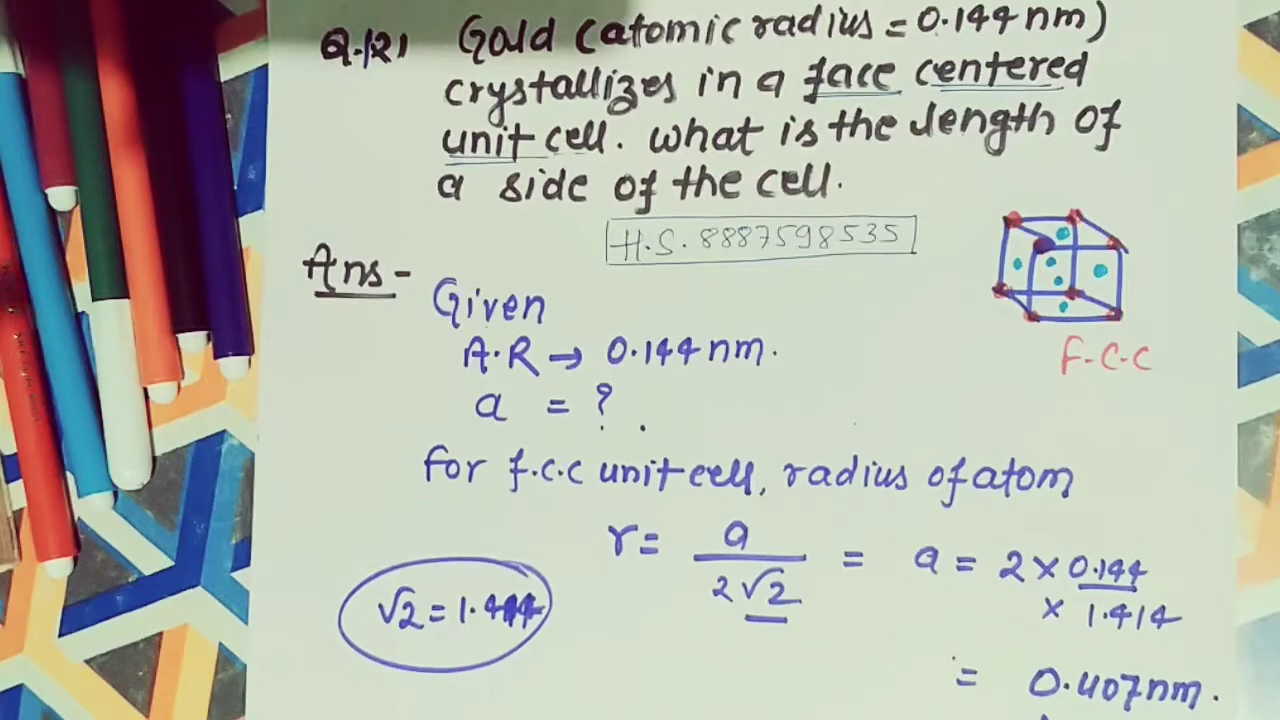 Q.121 Gold (atomic radius = 0.144 nm)
crystallizes in a face centered
unit cell. what is the length of
a side of the cell.
H.S. 8887598535
Ans -
Given
A.R → 0.144 nm.
a = ?
F-C-C
for f.c.c unit cell, radius of atom
r = a / 2√2 = a = 2 × 0.144
× 1.414
√2 = 1.414
= 0.407 nm.